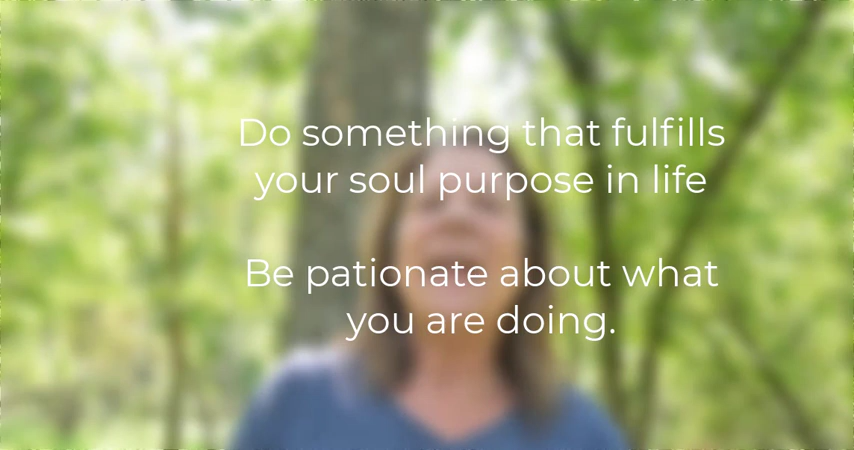 Do something that fulfills
your soul purpose in life
Be pationate about what
you are doing.